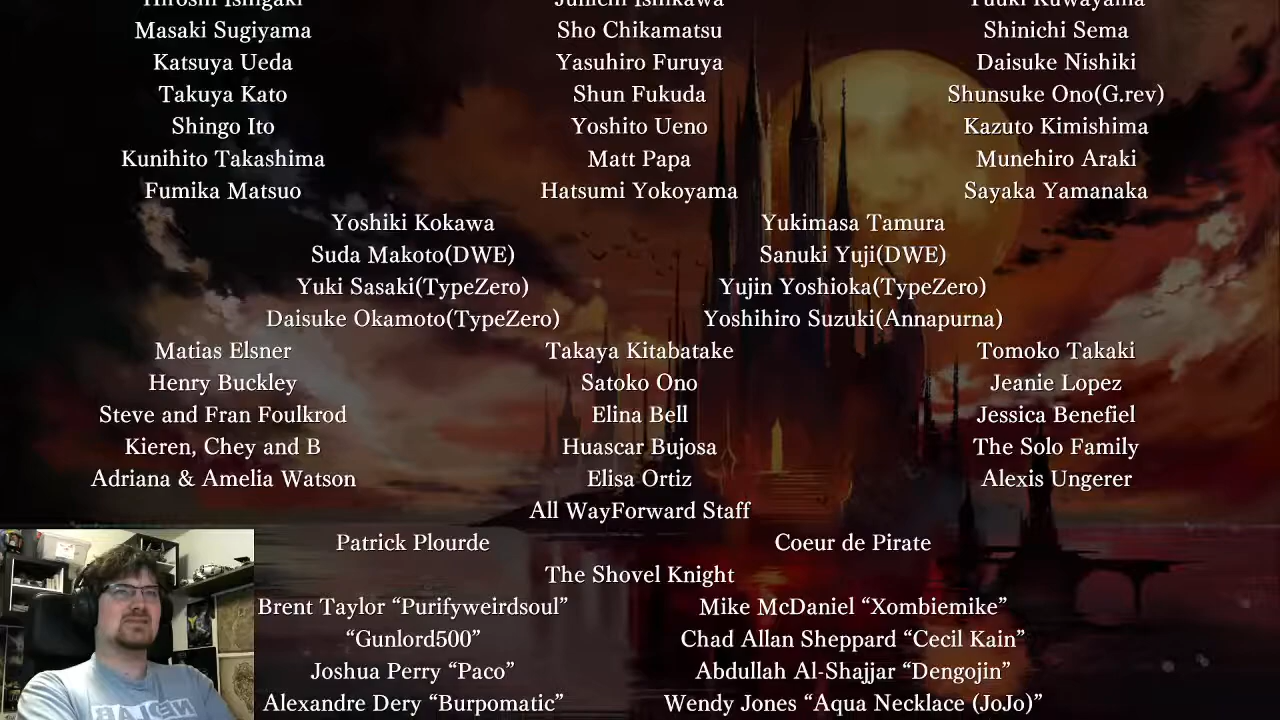 Hiroshi Ishigaki Junichi Ishikawa Yuuki Kuwayama
Masaki Sugiyama Sho Chikamatsu Shinichi Sema
Katsuya Ueda Yasuhiro Furuya Daisuke Nishiki
Takuya Kato Shun Fukuda Shunsuke Ono(G.rev)
Shingo Ito Yoshito Ueno Kazuto Kimishima
Kunihito Takashima Matt Papa Munehiro Araki
Fumika Matsuo Hatsumi Yokoyama Sayaka Yamanaka
Yoshiki Kokawa Yukimasa Tamura
Suda Makoto(DWE) Sanuki Yuji(DWE)
Yuki Sasaki(TypeZero) Yujin Yoshioka(TypeZero)
Daisuke Okamoto(TypeZero) Yoshihiro Suzuki(Annapurna)
Matias Elsner Takaya Kitabatake Tomoko Takaki
Henry Buckley Satoko Ono Jeanie Lopez
Steve and Fran Foulkrod Elina Bell Jessica Benefiel
Kieren, Chey and B Huascar Bujosa The Solo Family
Adriana & Amelia Watson Elisa Ortiz Alexis Ungerer
All WayForward Staff
Patrick Plourde Coeur de Pirate
The Shovel Knight
Brent Taylor “Purifyweirdsoul” Mike McDaniel “Xombiemike”
“Gunlord500” Chad Allan Sheppard “Cecil Kain”
Joshua Perry “Paco” Abdullah Al-Shajjar “Dengojin”
Alexandre Dery “Burpomatic” Wendy Jones “Aqua Necklace (JoJo)”